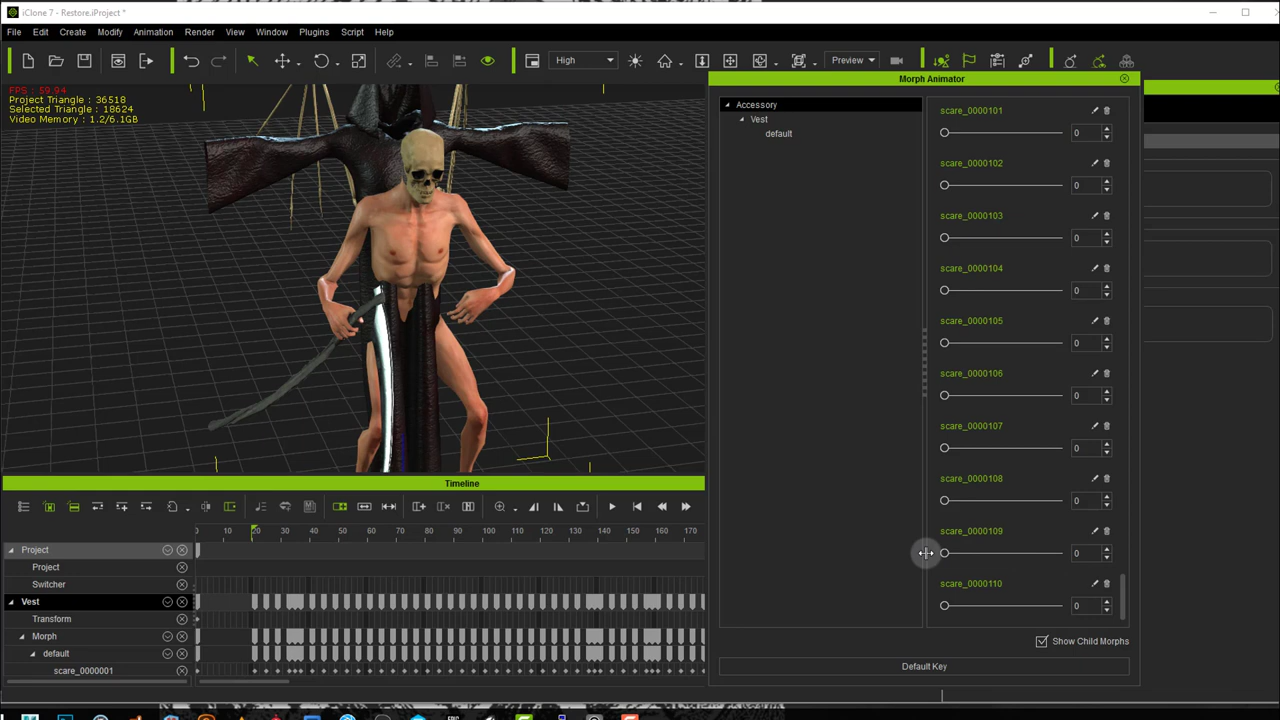 iClone 7 - Restore.iProject *
File Edit Create Modify Animation Render View Window Plugins Script Help
High
Preview
FPS : 59.94
Project Triangle : 36518
Selected Triangle : 18624
Video Memory : 1.2/6.1GB
Morph Animator
Accessory
Vest
default
scare_0000101
0
scare_0000102
0
scare_0000103
0
scare_0000104
0
scare_0000105
0
scare_0000106
0
scare_0000107
0
scare_0000108
0
scare_0000109
0
scare_0000110
0
Show Child Morphs
Default Key
Timeline
0 10 20 30 40 50 60 70 80 90 100 110 120 130 140 150 160 170
Project
Project
Switcher
Vest
Transform
Morph
default
scare_0000001